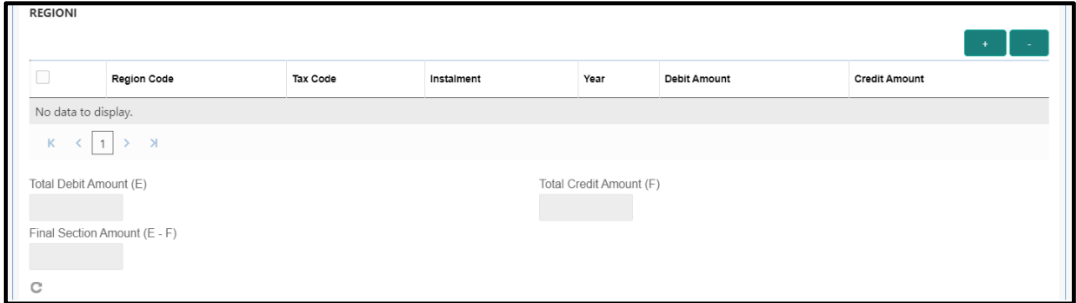 REGIONI
+ -
Region Code Tax Code Instalment Year Debit Amount Credit Amount
No data to display.
1
Total Debit Amount (E) Total Credit Amount (F)
Final Section Amount (E - F)